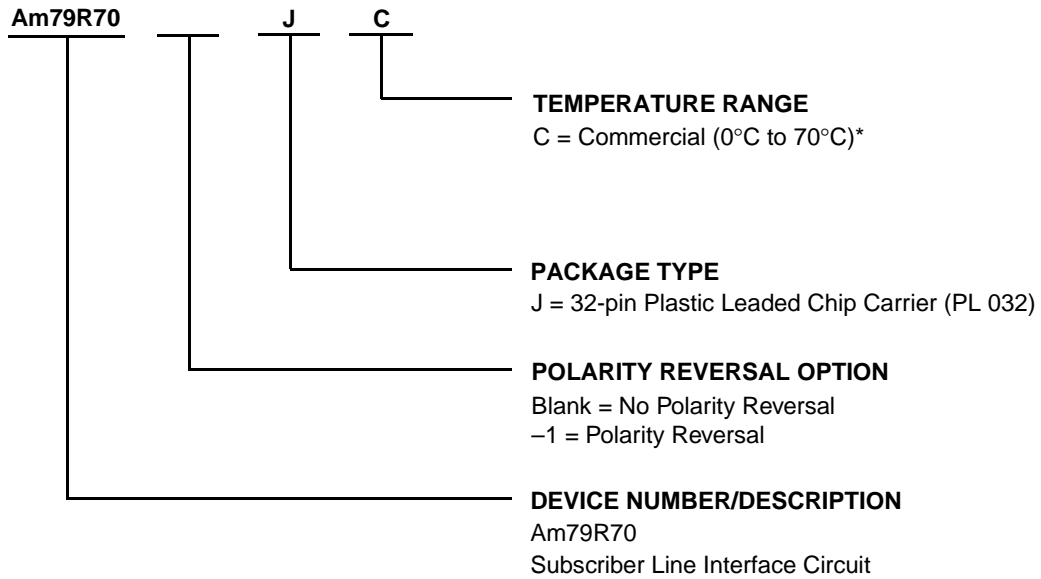 Am79R70 J C
TEMPERATURE RANGE
C = Commercial (0°C to 70°C)*
PACKAGE TYPE
J = 32-pin Plastic Leaded Chip Carrier (PL 032)
POLARITY REVERSAL OPTION
Blank = No Polarity Reversal
–1 = Polarity Reversal
DEVICE NUMBER/DESCRIPTION
Am79R70
Subscriber Line Interface Circuit